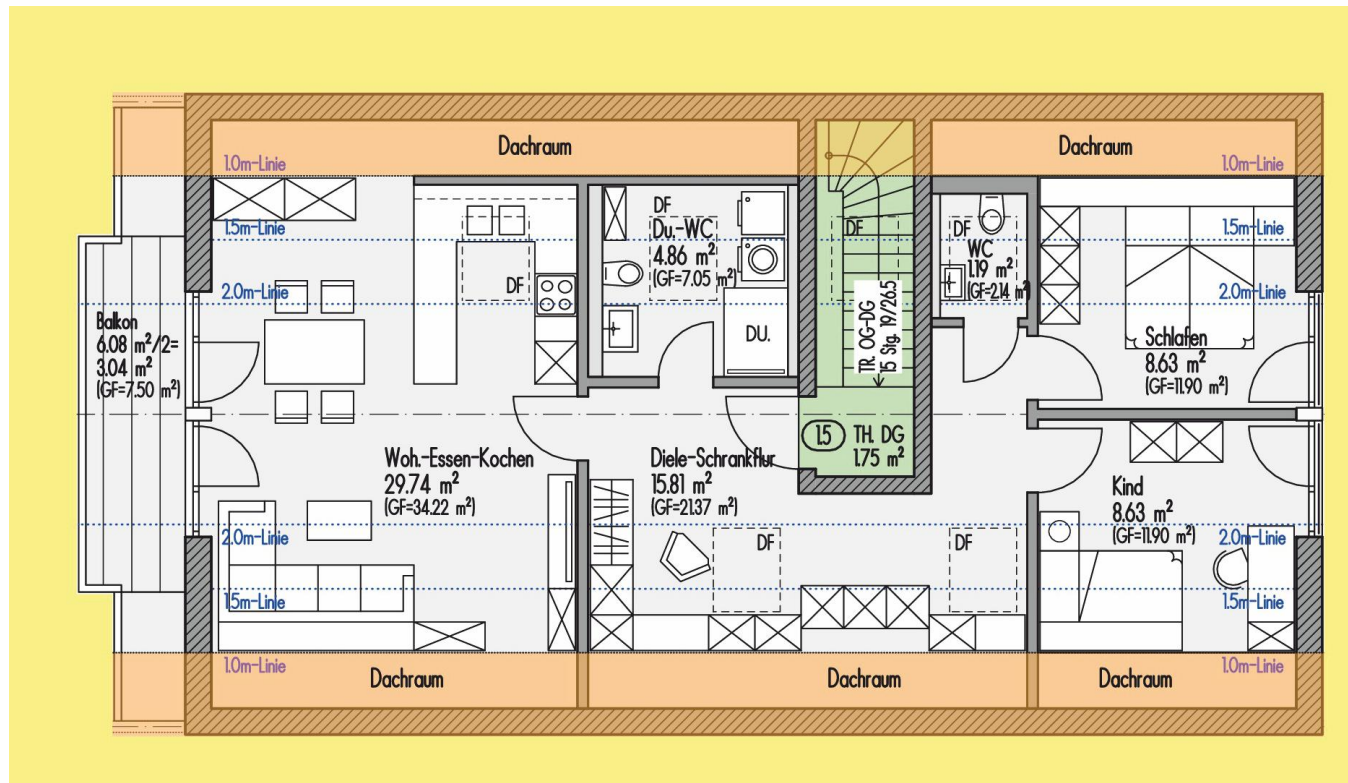 Dachraum
Dachraum
1.0m-Linie
1.0m-Linie
1.5m-Linie
1.5m-Linie
2.0m-Linie
2.0m-Linie
Balkon
6.08 m²/2=
3.04 m²
(GF=7.50 m²)
DF
DF
Du.-WC
4.86 m²
(GF=7.05 m²)
DU.
DF
TR. OG-DG
15 Stg. 19/26.5
DF
WC
1.19 m²
(GF=2.14 m²)
Schlafen
8.63 m²
(GF=11.90 m²)
15
TH. DG
1.75 m²
Woh.-Essen-Kochen
29.74 m²
(GF=34.22 m²)
Diele-Schrankflur
15.81 m²
(GF=21.37 m²)
Kind
8.63 m²
(GF=11.90 m²)
2.0m-Linie
DF
DF
2.0m-Linie
1.5m-Linie
1.5m-Linie
1.0m-Linie
1.0m-Linie
Dachraum
Dachraum
Dachraum